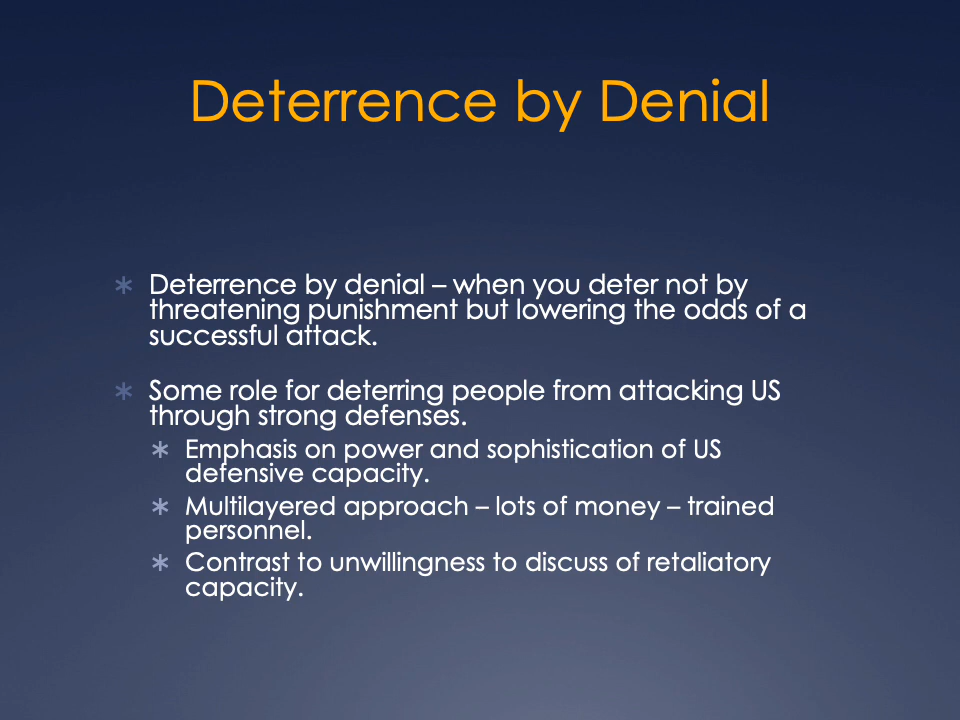 Deterrence by Denial
Deterrence by denial – when you deter not by
threatening punishment but lowering the odds of a
successful attack.
Some role for deterring people from attacking US
through strong defenses.
Emphasis on power and sophistication of US
defensive capacity.
Multilayered approach – lots of money – trained
personnel.
Contrast to unwillingness to discuss of retaliatory
capacity.